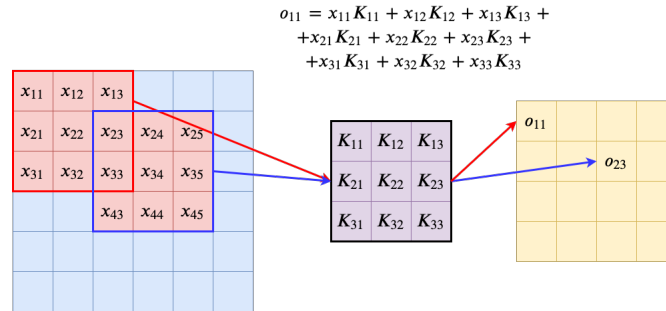 o₁₁ = x₁₁K₁₁ + x₁₂K₁₂ + x₁₃K₁₃ +
+x₂₁K₂₁ + x₂₂K₂₂ + x₂₃K₂₃ +
+x₃₁K₃₁ + x₃₂K₃₂ + x₃₃K₃₃
x₁₁ x₁₂ x₁₃
x₂₁ x₂₂ x₂₃ x₂₄ x₂₅
x₃₁ x₃₂ x₃₃ x₃₄ x₃₅
x₄₃ x₄₄ x₄₅
K₁₁ K₁₂ K₁₃
K₂₁ K₂₂ K₂₃
K₃₁ K₃₂ K₃₃
o₁₁
o₂₃